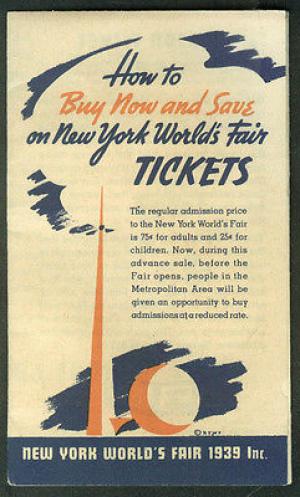 How to
Buy Now and Save
on New York World's Fair
TICKETS
The regular admission price
to the New York World's Fair
is 75¢ for adults and 25¢ for
children. Now, during this
advance sale, before the
Fair opens, people in the
Metropolitan Area will be
given an opportunity to buy
admissions at a reduced rate.
NEW YORK WORLD'S FAIR 1939 Inc.